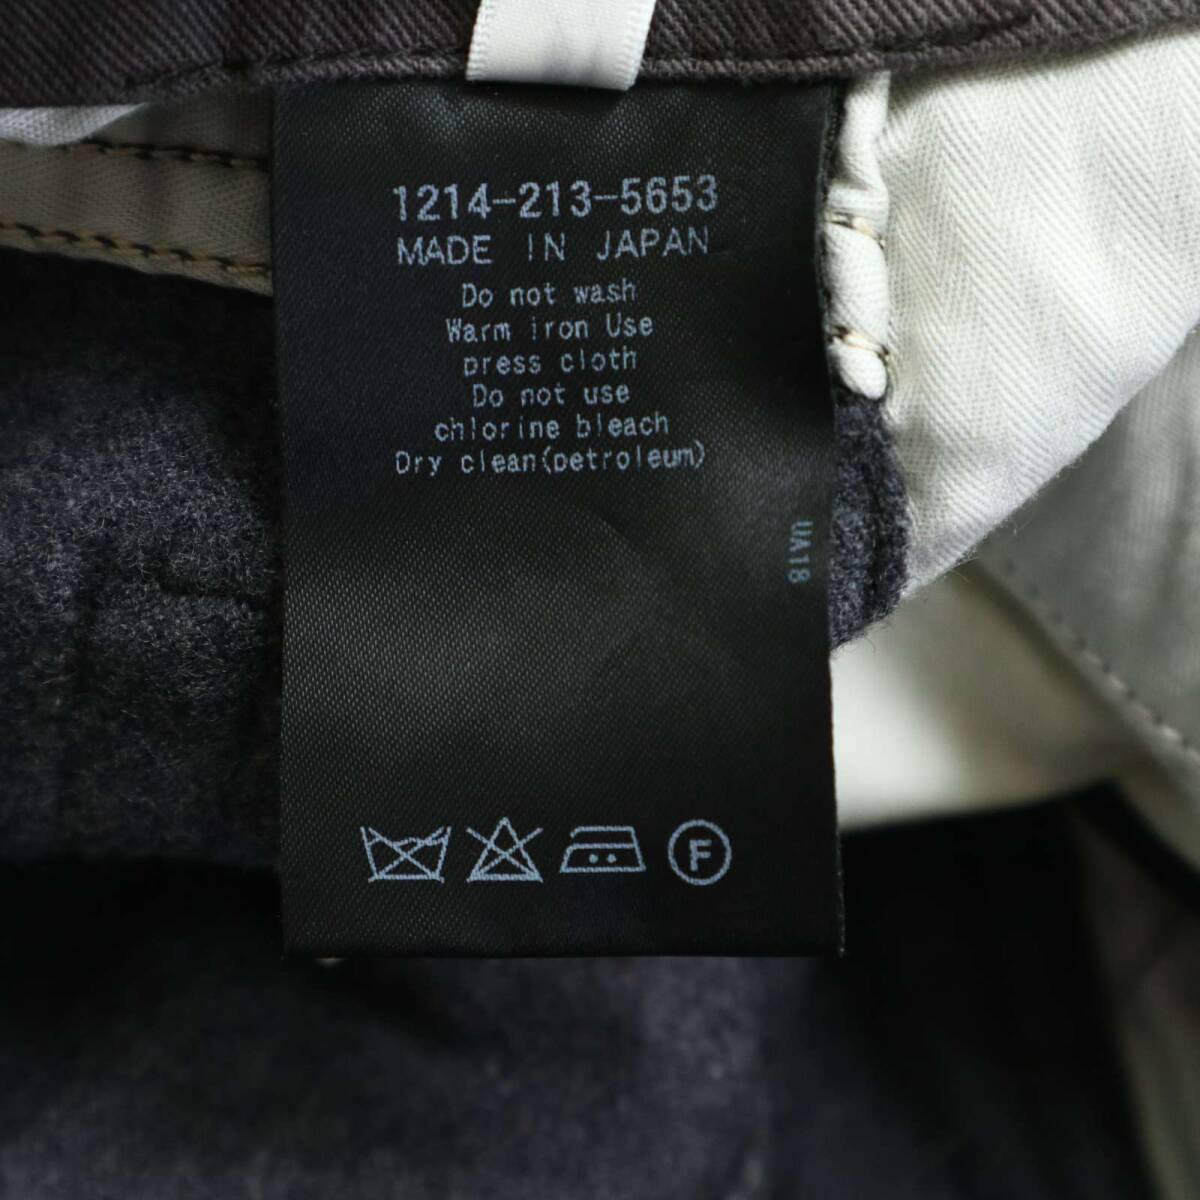 1214-213-5653
MADE IN JAPAN
Do not wash
Warm iron Use
press cloth
Do not use
chlorine bleach
Dry clean(petroleum)
UA18
F